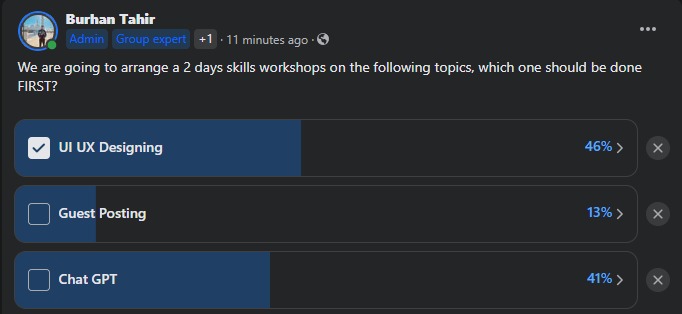 Burhan Tahir
Admin Group expert +1 · 11 minutes ago ·
We are going to arrange a 2 days skills workshops on the following topics, which one should be done
FIRST?
UI UX Designing 46%
Guest Posting 13%
Chat GPT 41%